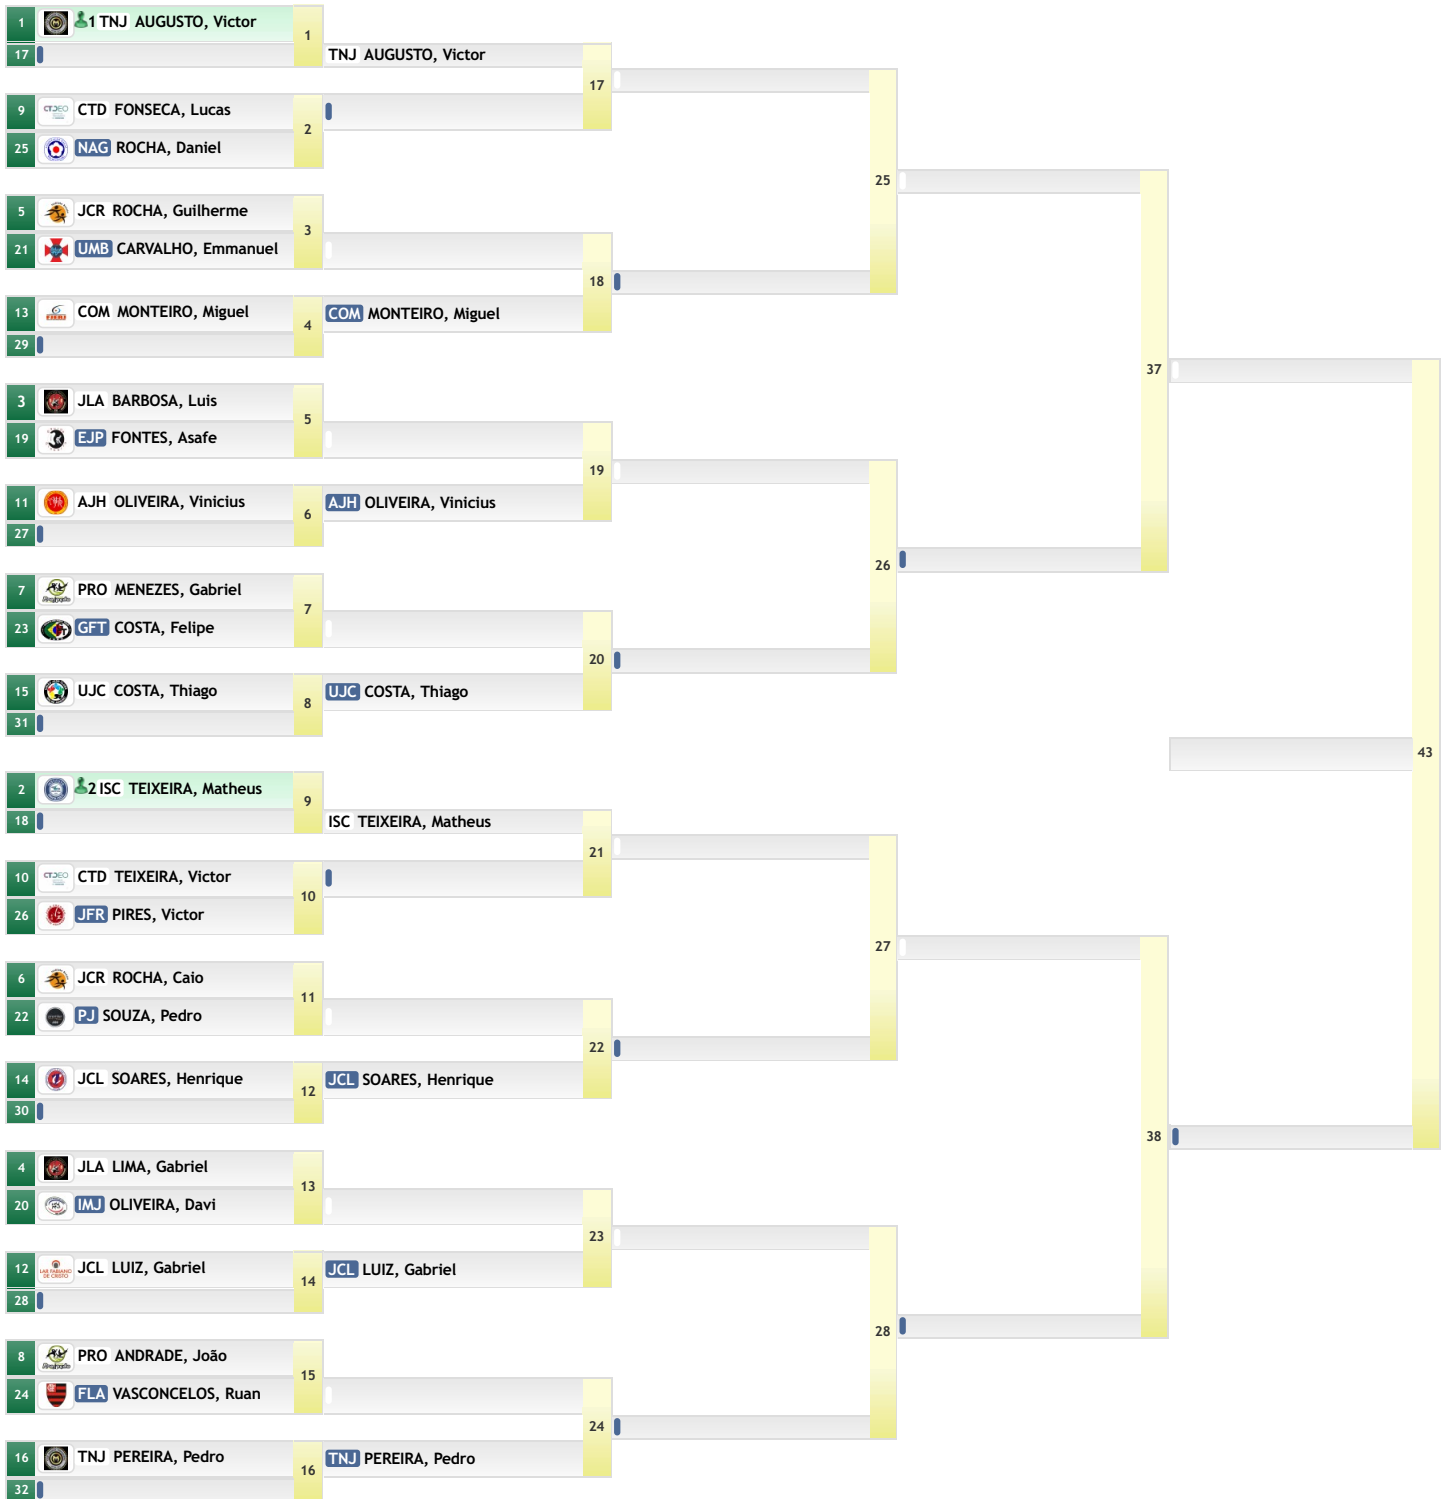 1 1 TNJ AUGUSTO, Victor
1
17
TNJ AUGUSTO, Victor
17
9 CTD FONSECA, Lucas
2
25 NAG ROCHA, Daniel
25
5 JCR ROCHA, Guilherme
3
21 UMB CARVALHO, Emmanuel
18
13 COM MONTEIRO, Miguel
4
COM MONTEIRO, Miguel
29
37
3 JLA BARBOSA, Luis
5
19 EJP FONTES, Asafe
19
11 AJH OLIVEIRA, Vinicius
6
AJH OLIVEIRA, Vinicius
27
26
7 PRO MENEZES, Gabriel
7
23 GFT COSTA, Felipe
20
15 UJC COSTA, Thiago
8
UJC COSTA, Thiago
31
43
2 2 ISC TEIXEIRA, Matheus
9
18
ISC TEIXEIRA, Matheus
21
10 CTD TEIXEIRA, Victor
10
26 JFR PIRES, Victor
27
6 JCR ROCHA, Caio
11
22 PJ SOUZA, Pedro
22
14 JCL SOARES, Henrique
12
JCL SOARES, Henrique
30
38
4 JLA LIMA, Gabriel
13
20 IMJ OLIVEIRA, Davi
23
12 JCL LUIZ, Gabriel
14
JCL LUIZ, Gabriel
28
28
8 PRO ANDRADE, João
15
24 FLA VASCONCELOS, Ruan
24
16 TNJ PEREIRA, Pedro
16
TNJ PEREIRA, Pedro
32